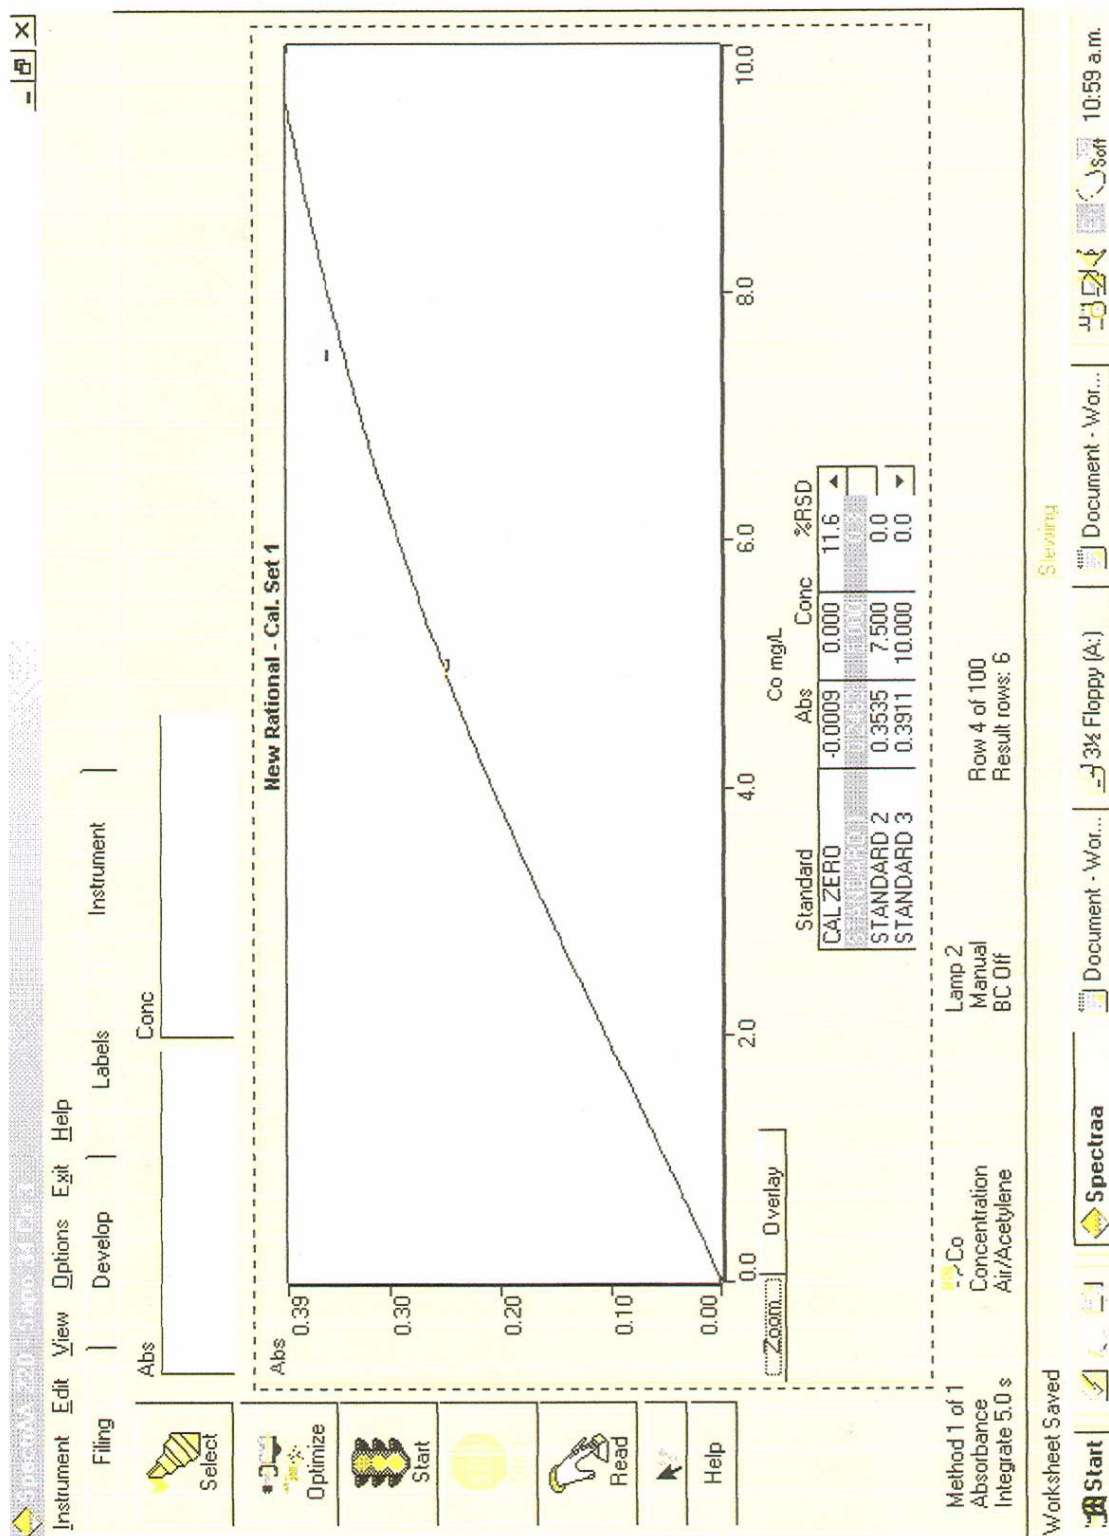 Instrument Edit View Options Exit Help
Filing Develop Labels Instrument
Abs Conc
Select
Optimize
Start
Read
Help
New Rational - Cal. Set 1
Abs
0.39
0.30
0.20
0.10
0.00
0.0 2.0 4.0 6.0 8.0 10.0
Co mg/L
Zoom Overlay
Standard Abs Conc %RSD
CAL ZERO -0.0009 0.000 11.6
STANDARD 2 0.3535 7.500 0.0
STANDARD 3 0.3911 10.000 0.0
Method 1 of 1 Co Lamp 2 Row 4 of 100
Absorbance Concentration Manual Result rows: 6
Integrate 5.0 s Air/Acetylene BC Off
Worksheet Saved Slewing
Start Spectraa Document - Wor... 3½ Floppy (A:) Document - Wor... Soft 10:59 a.m.